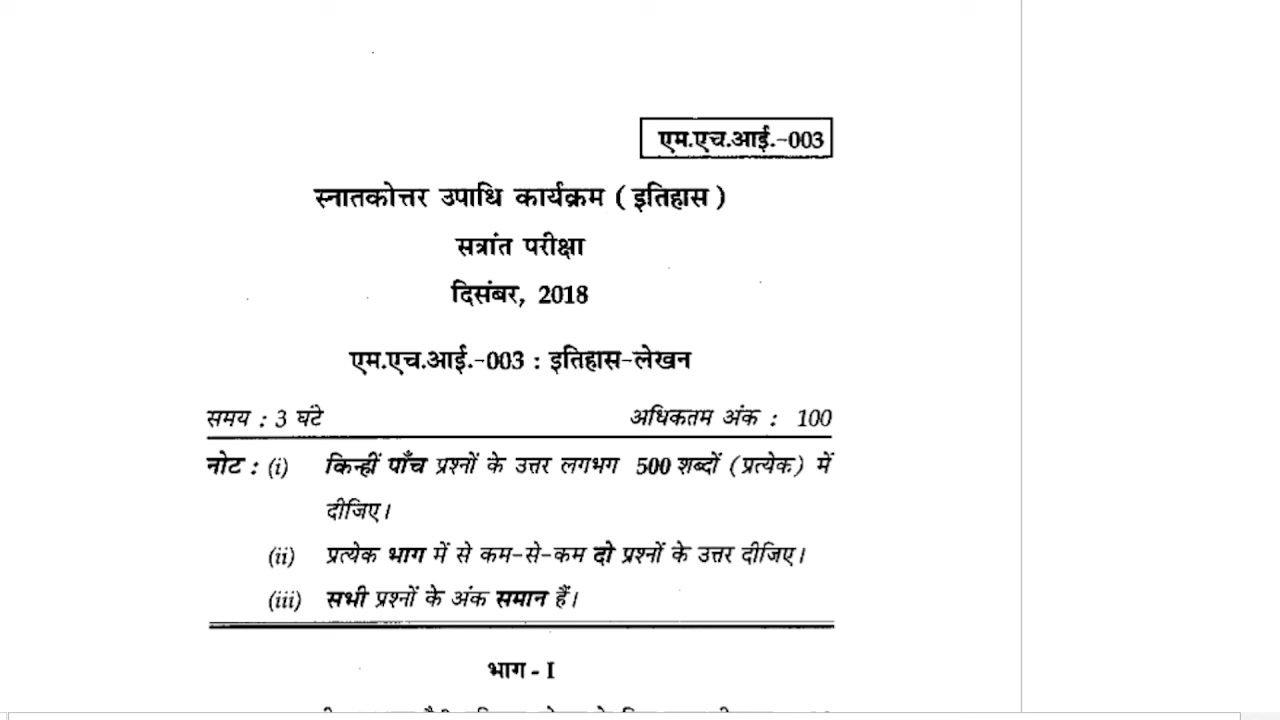 एम.एच.आई.-003
स्नातकोत्तर उपाधि कार्यक्रम (इतिहास)
सत्रांत परीक्षा
दिसंबर, 2018
एम.एच.आई.-003 : इतिहास-लेखन
समय : 3 घंटे अधिकतम अंक : 100
नोट : (i) किन्हीं पाँच प्रश्नों के उत्तर लगभग 500 शब्दों (प्रत्येक) में
दीजिए।
(ii) प्रत्येक भाग में से कम-से-कम दो प्रश्नों के उत्तर दीजिए।
(iii) सभी प्रश्नों के अंक समान हैं।
भाग - I